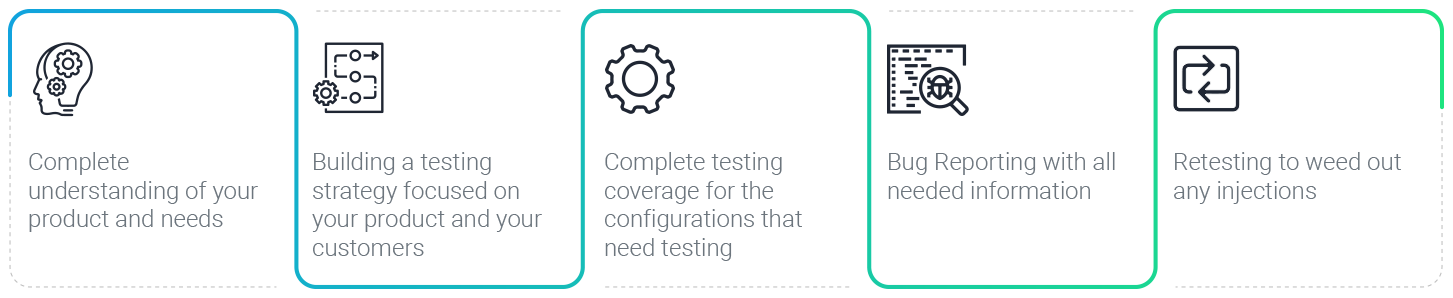 Complete
understanding of your
product and needs
Building a testing
strategy focused on
your product and your
customers
Complete testing
coverage for the
configurations that
need testing
Bug Reporting with all
needed information
Retesting to weed out
any injections